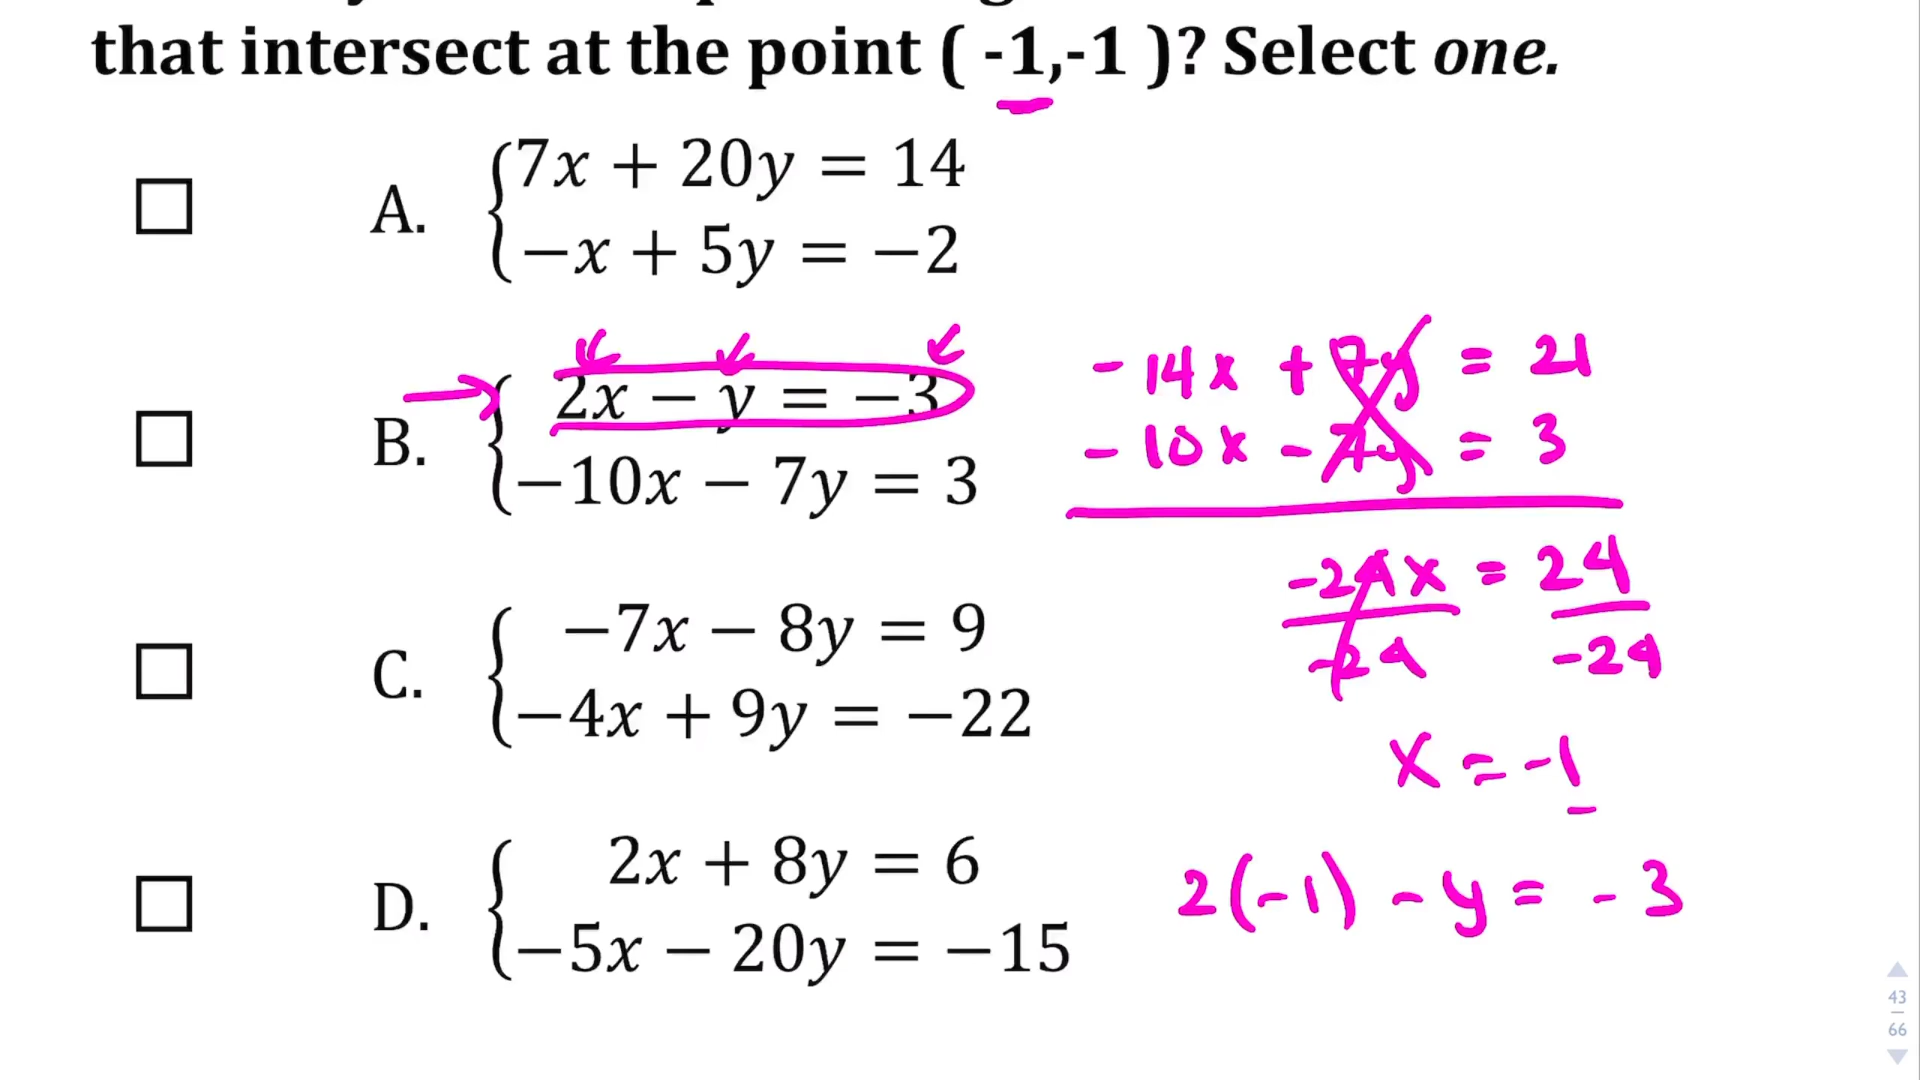 that intersect at the point ( -1,-1 )? Select one.
A. 7x + 20y = 14
−x + 5y = −2
B. 2x − y = −3
−10x − 7y = 3
-14x + 7y = 21
-10x - 7y = 3
-24x = 24
-24 -24
x = -1
2(-1) - y = -3
C. −7x − 8y = 9
−4x + 9y = −22
D. 2x + 8y = 6
−5x − 20y = −15
43
66